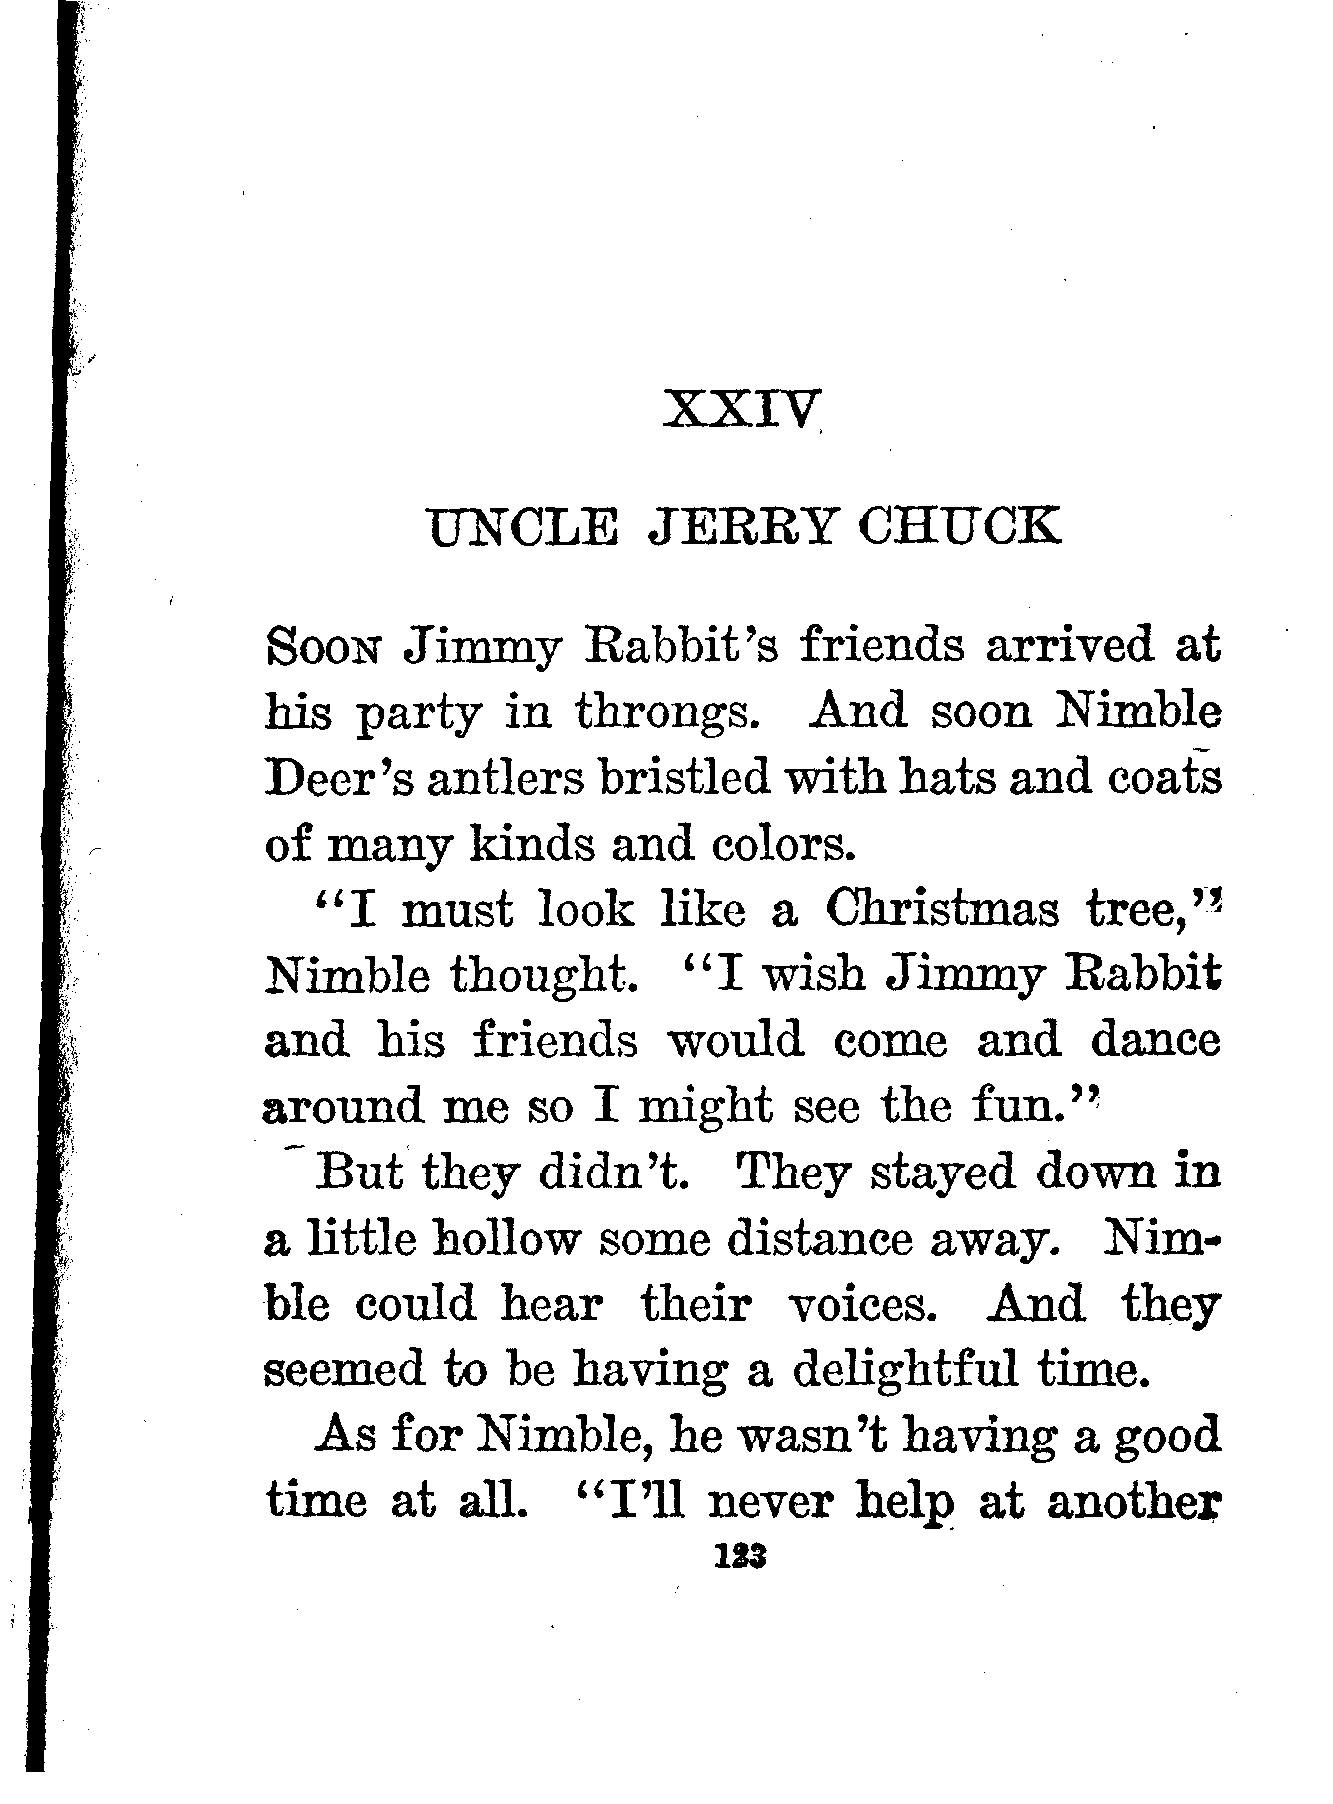 XXIV
UNCLE JERRY CHUCK
SOON Jimmy Rabbit's friends arrived at
his party in throngs. And soon Nimble
Deer's antlers bristled with hats and coats
of many kinds and colors.
"I must look like a Christmas tree,"
Nimble thought. "I wish Jimmy Rabbit
and his friends would come and dance
around me so I might see the fun."
But they didn't. They stayed down in
a little hollow some distance away. Nim-
ble could hear their voices. And they
seemed to be having a delightful time.
As for Nimble, he wasn't having a good
time at all. "I'll never help at another
123